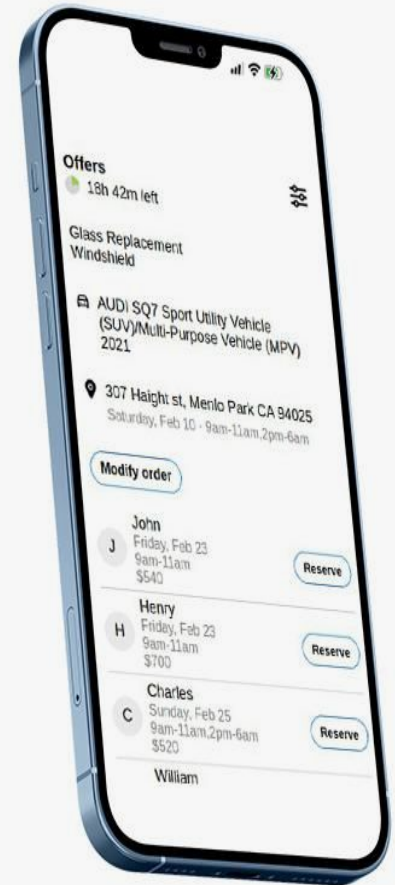 Offers
18h 42m left
Glass Replacement
Windshield
AUDI SQ7 Sport Utility Vehicle
(SUV)/Multi-Purpose Vehicle (MPV)
2021
307 Haight st, Menlo Park CA 94025
Saturday, Feb 10 · 9am-11am,2pm-6am
Modify order
John
J
Friday, Feb 23
9am-11am
$540
Reserve
Henry
H
Friday, Feb 23
9am-11am
$700
Reserve
Charles
C
Sunday, Feb 25
9am-11am,2pm-6am
$520
Reserve
William